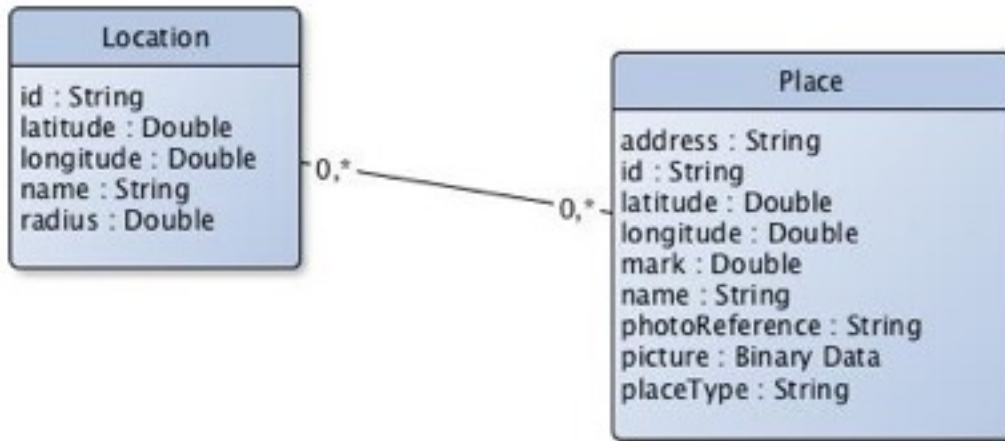 Location
id : String
latitude : Double
longitude : Double
name : String
radius : Double
0,*
0,*
Place
address : String
id : String
latitude : Double
longitude : Double
mark : Double
name : String
photoReference : String
picture : Binary Data
placeType : String